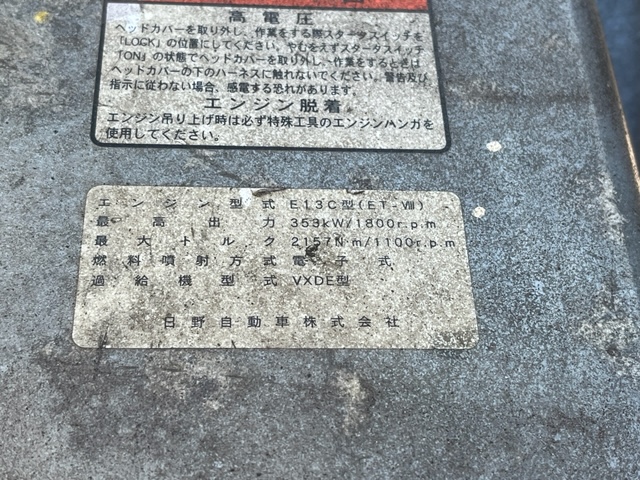 高電圧
ヘッドカバーを取り外し、作業をする際スタータスイッチを
「LOCK」の位置にしてください。やむをえずスタータスイッチ
「ON」の状態でヘッドカバーを取り外し、作業をするときは
ヘッドカバーの下のハーネスに触れないでください。警告及び
指示に従わない場合、感電する恐れがあります。
エンジン脱着
エンジン吊り上げ時は必ず特殊工具のエンジンハンガを
使用してください。
エンジン型式 E13C型(ET-Ⅷ)
最高出力 353kW/1800r.p.m
最大トルク 2157N・m/1100r.p.m
燃料噴射方式 電子式
過給機型式 VXDE型
日野自動車株式会社